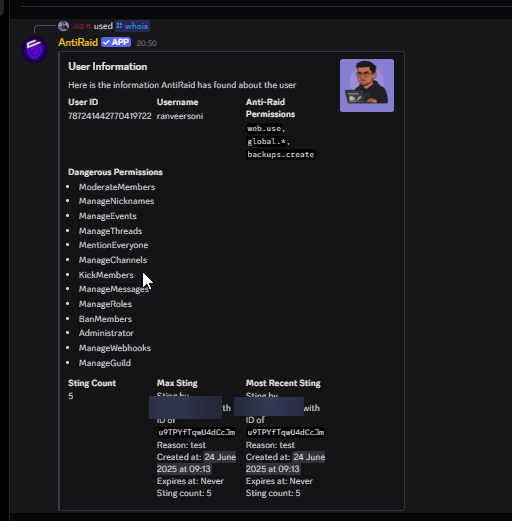 used whois
AntiRaid APP 20:50
User Information
Here is the information AntiRaid has found about the user
User ID
787241442770419722
Username
ranveersoni
Anti-Raid
Permissions
web.use,
global.*,
backups.create
Dangerous Permissions
ModerateMembers
ManageNicknames
ManageEvents
ManageThreads
MentionEveryone
ManageChannels
KickMembers
ManageMessages
ManageRoles
BanMembers
Administrator
ManageWebhooks
ManageGuild
Sting Count
5
Max Sting
Sting by
with
ID of
u9TPYfTqwU4dCcJm
Reason: test
Created at: 24 June
2025 at 09:13
Expires at: Never
Sting count: 5
Most Recent Sting
Sting by
with
ID of
u9TPYfTqwU4dCcJm
Reason: test
Created at: 24 June
2025 at 09:13
Expires at: Never
Sting count: 5